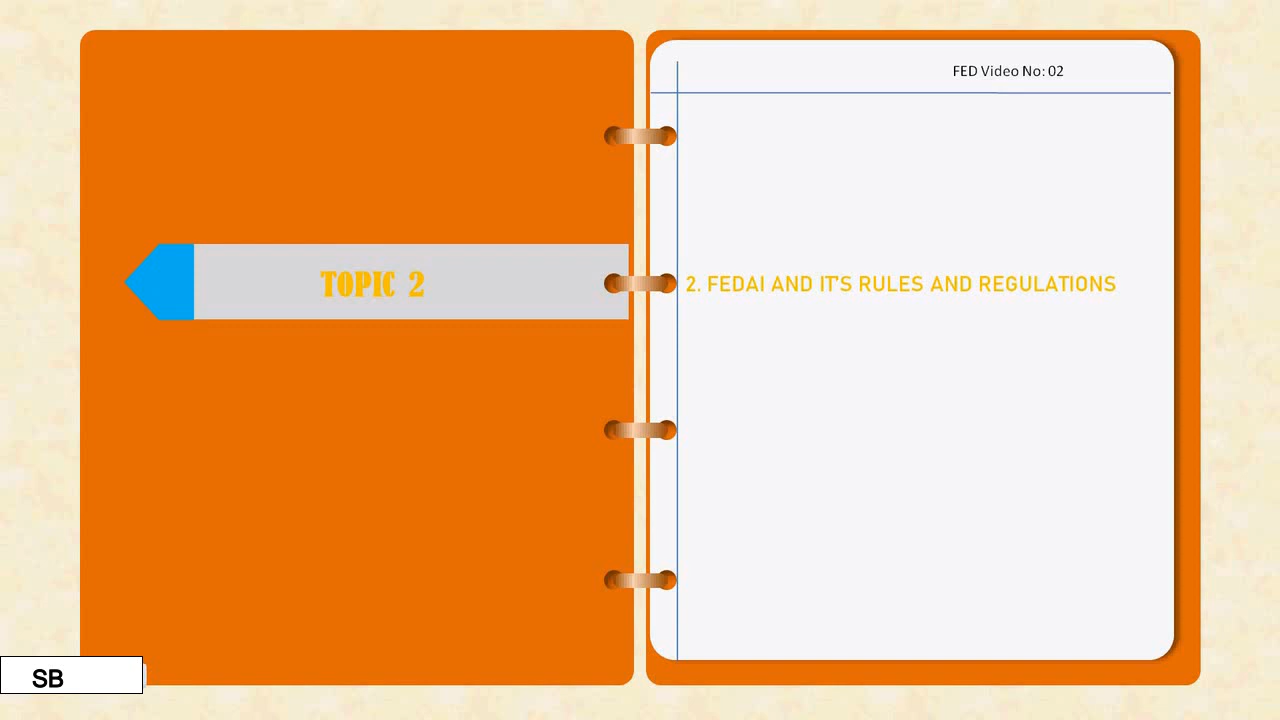 FED Video No: 02
TOPIC 2
2. FEDAI AND IT'S RULES AND REGULATIONS
SB